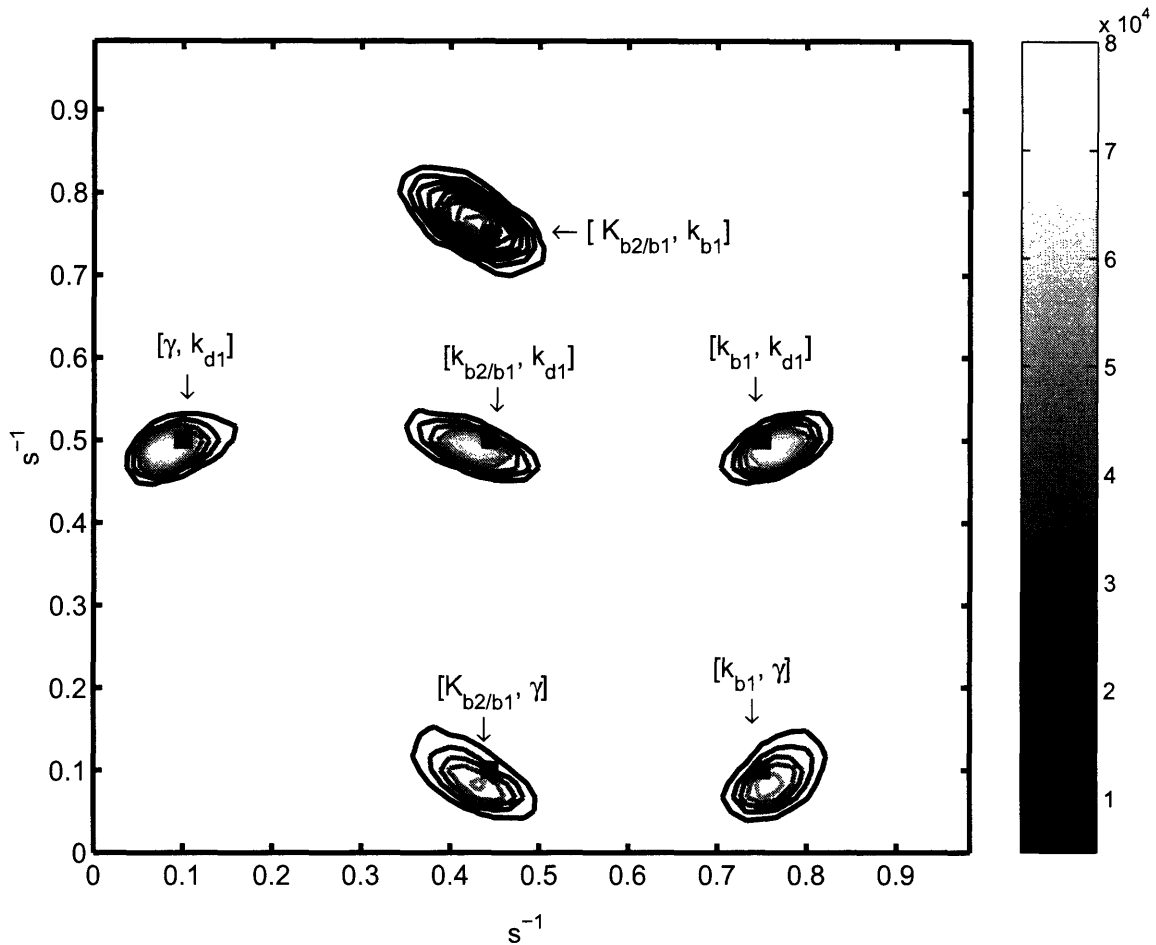 x 10⁴
8
7
6
5
4
3
2
1
0.9
0.8
0.7
0.6
0.5
0.4
0.3
0.2
0.1
0
s⁻¹
← [ K_b2/b1, k_b1]
[γ, k_d1]
↓
[k_b2/b1, k_d1]
↓
[k_b1, k_d1]
↓
[K_b2/b1, γ]
↓
[k_b1, γ]
↓
0 0.1 0.2 0.3 0.4 0.5 0.6 0.7 0.8 0.9
s⁻¹